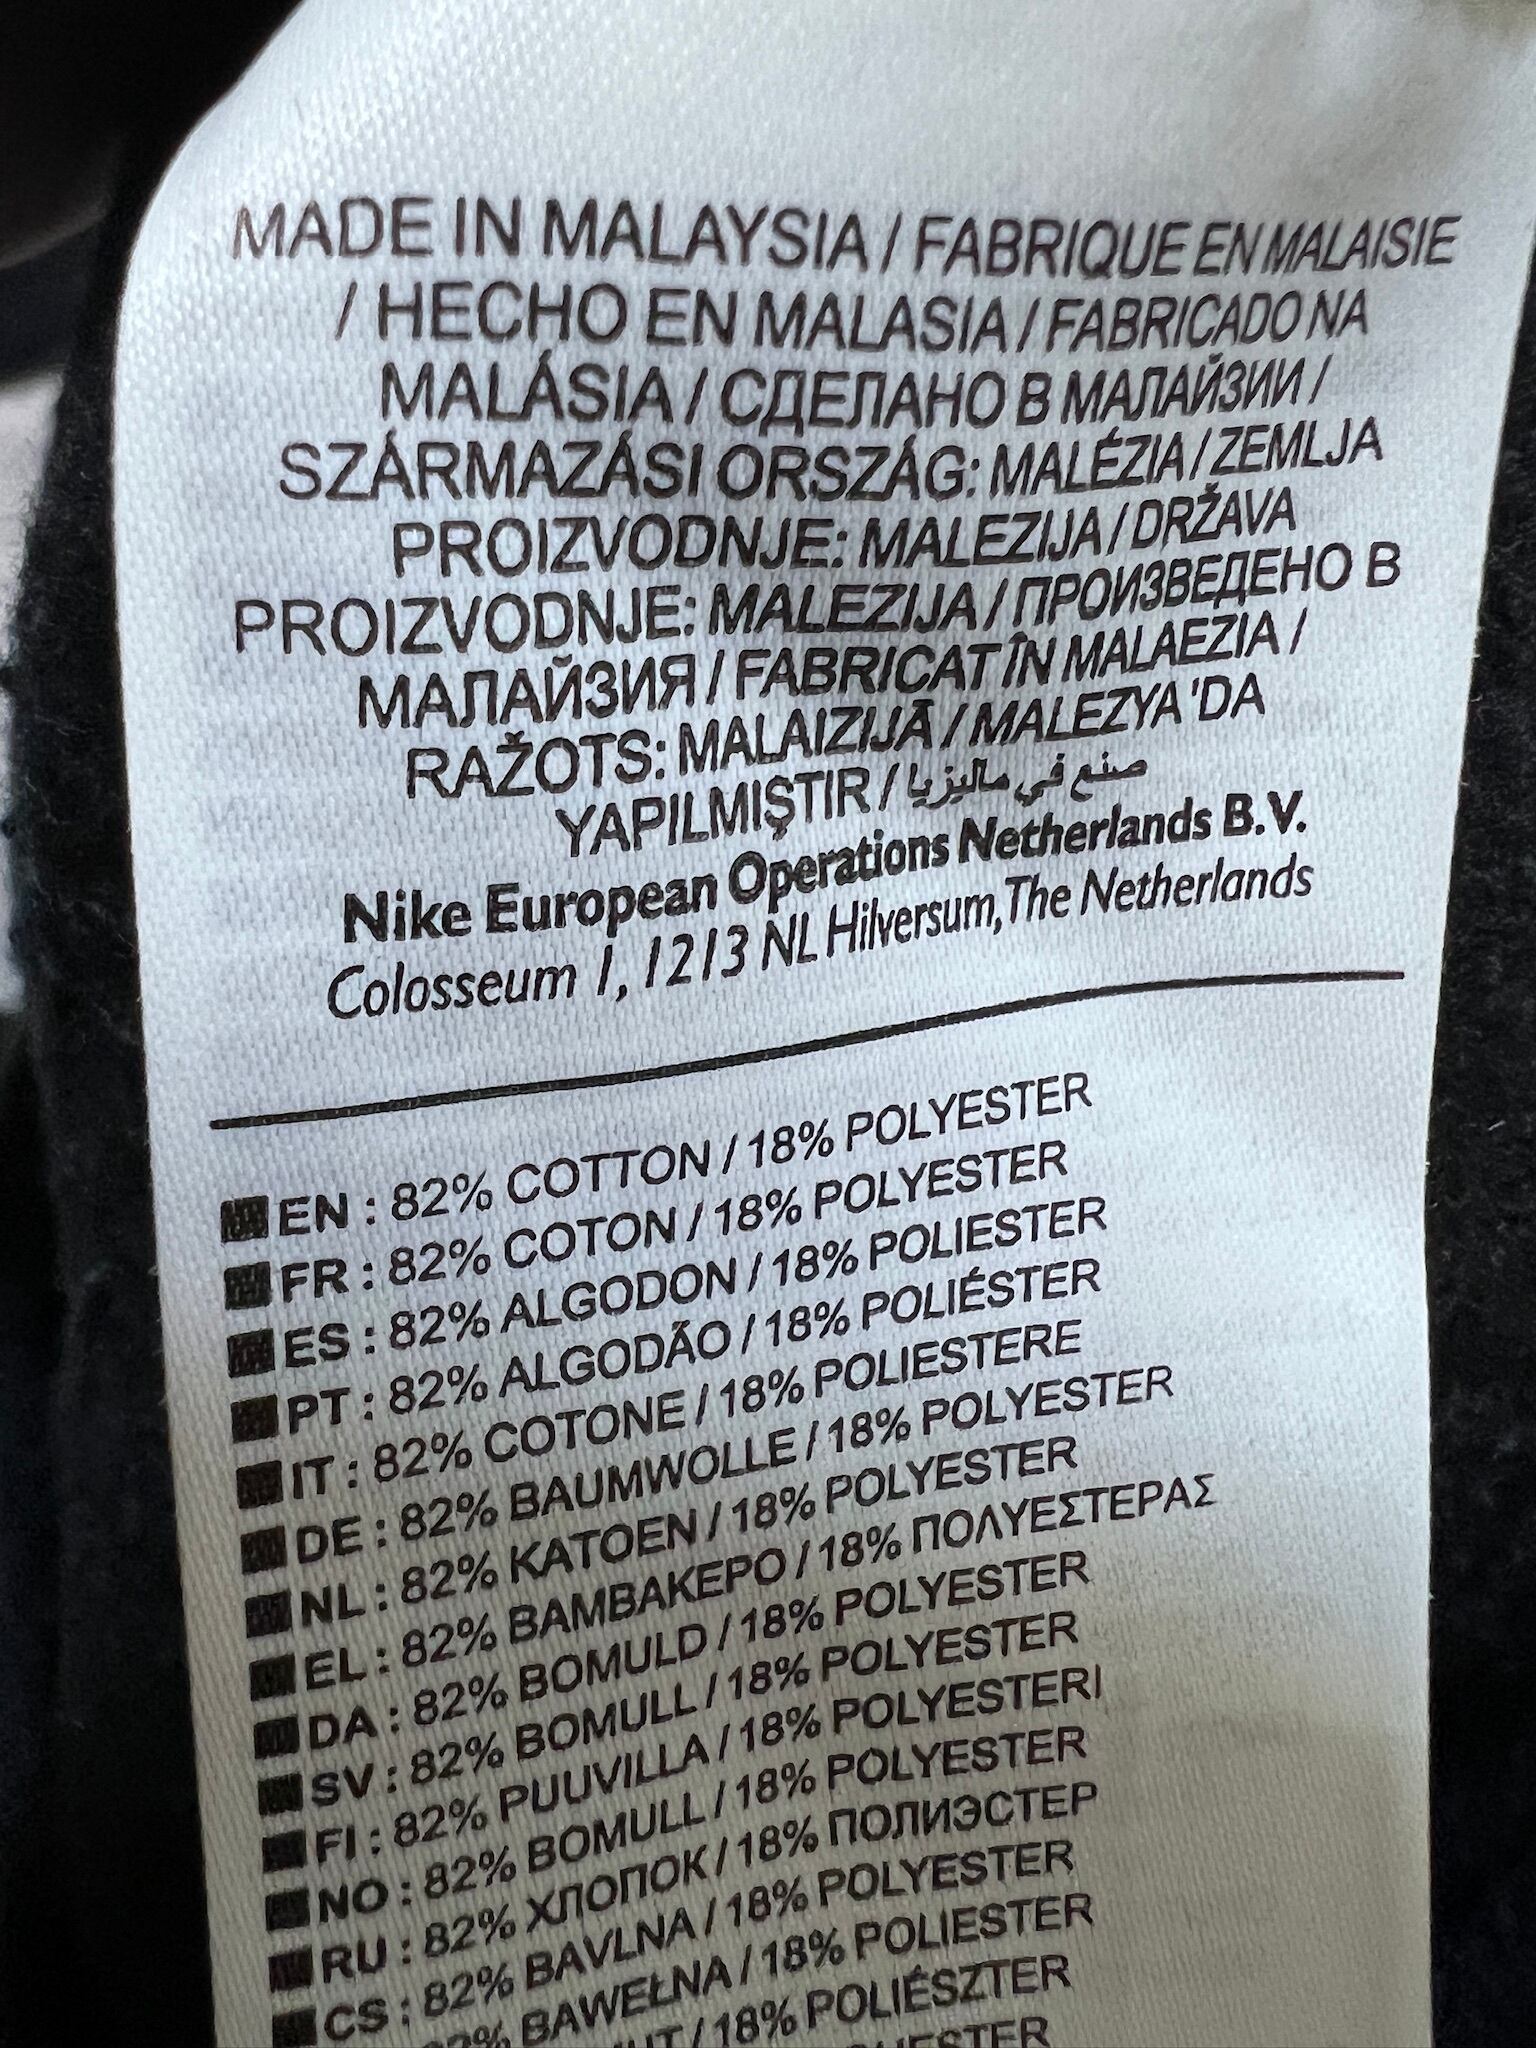 MADE IN MALAYSIA / FABRIQUE EN MALAISIE
/ HECHO EN MALASIA / FABRICADO NA
MALÁSIA / СДЕЛАНО В МАЛАЙЗИИ /
SZÁRMAZÁSI ORSZÁG: MALÉZIA / ZEMLJA
PROIZVODNJE: MALEZIJA / DRŽAVA
PROIZVODNJE: MALEZIJA / ПРОИЗВЕДЕНО В
МАЛАЙЗИЯ / FABRICAT ÎN MALAEZIA /
RAŽOTS: MALAIZIJĀ / MALEZYA 'DA
YAPILMIŞTIR / صنع في ماليزيا
Nike European Operations Netherlands B.V.
Colosseum 1, 1213 NL Hilversum, The Netherlands
EN : 82% COTTON / 18% POLYESTER
FR : 82% COTON / 18% POLYESTER
ES : 82% ALGODON / 18% POLIESTER
PT : 82% ALGODÃO / 18% POLIÉSTER
IT : 82% COTONE / 18% POLIESTERE
DE : 82% BAUMWOLLE / 18% POLYESTER
NL : 82% KATOEN / 18% POLYESTER
EL : 82% ΒΑΜΒΑΚΕΡΟ / 18% ΠΟΛΥΕΣΤΕΡΑΣ
DA : 82% BOMULD / 18% POLYESTER
SV : 82% BOMULL / 18% POLYESTER
FI : 82% PUUVILLA / 18% POLYESTERI
NO : 82% BOMULL / 18% POLYESTER
RU : 82% ХЛОПОК / 18% ПОЛИЭСТЕР
CS : 82% BAVLNA / 18% POLYESTER
82% BAWEŁNA / 18% POLIESTER
/ 18% POLIÉSZTER